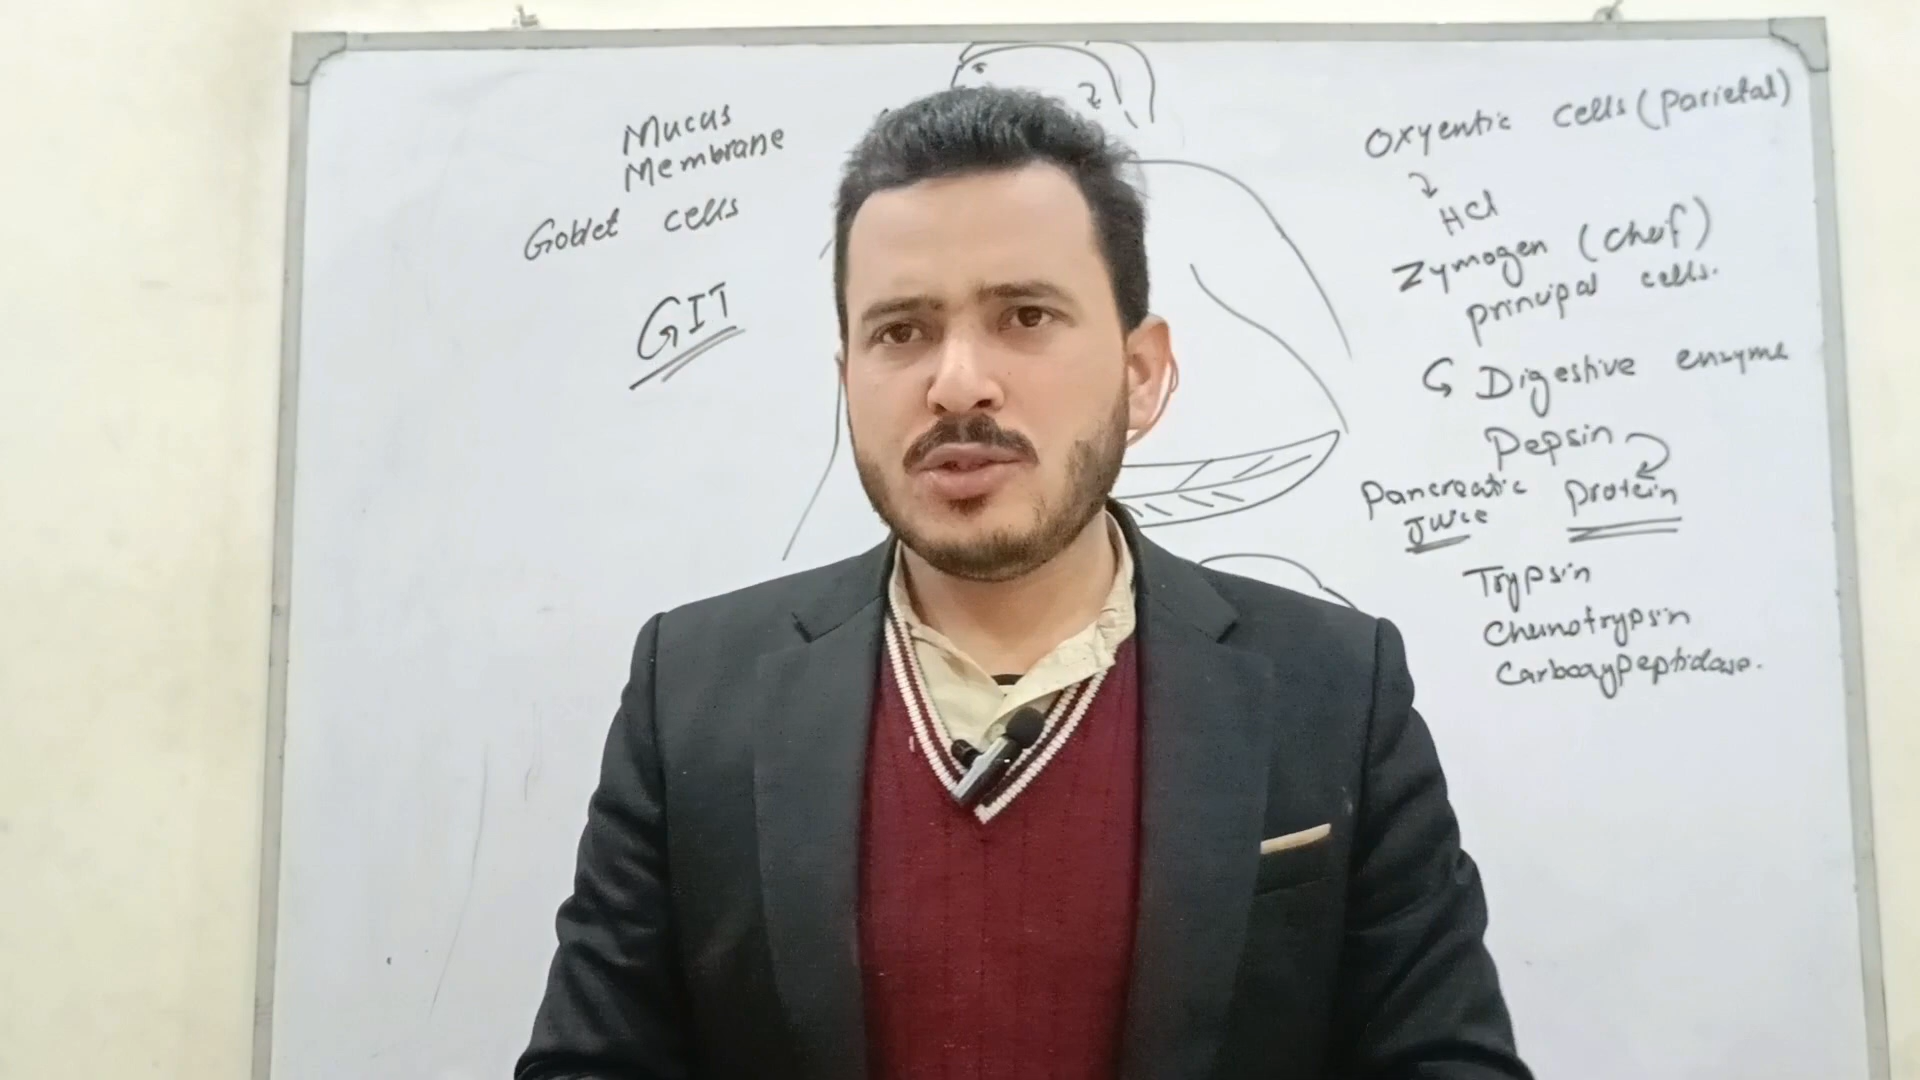 Mucus
Membrane
Goblet cells
GIT
Oxyentic cells (parietal)
HCl
Zymogen (cheif)
principal cells.
Digestive enzyme
Pepsin
Pancreatic protein
Juice
Trypsin
Chemotrypsin
Carboxypeptidase.